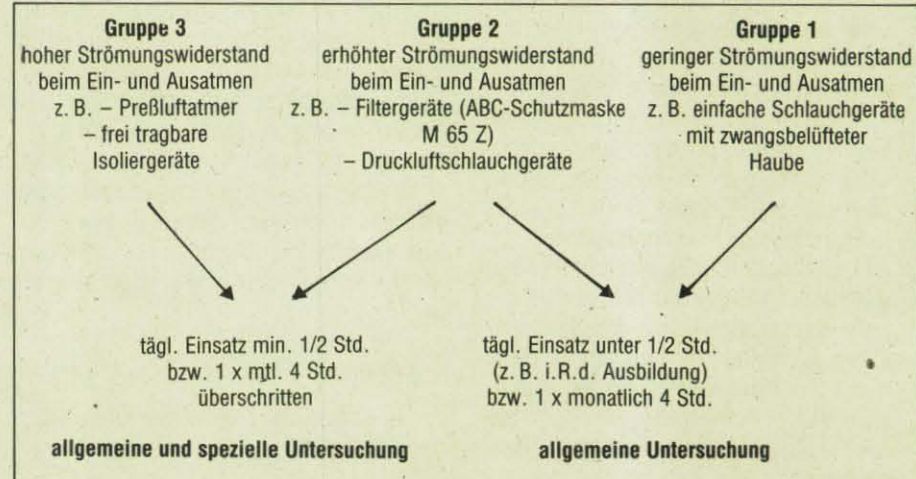 Gruppe 3
hoher Strömungswiderstand
beim Ein- und Ausatmen
z. B. – Preßluftatmer
– frei tragbare
Isoliergeräte
Gruppe 2
erhöhter Strömungswiderstand
beim Ein- und Ausatmen
z. B. – Filtergeräte (ABC-Schutzmaske
M 65 Z)
– Druckluftschlauchgeräte
Gruppe 1
geringer Strömungswiderstand
beim Ein- und Ausatmen
z. B. einfache Schlauchgeräte
mit zwangsbelüfteter
Haube
tägl. Einsatz min. 1/2 Std.
bzw. 1 x mtl. 4 Std.
überschritten
allgemeine und spezielle Untersuchung
tägl. Einsatz unter 1/2 Std.
(z. B. i.R.d. Ausbildung)
bzw. 1 x monatlich 4 Std.
allgemeine Untersuchung